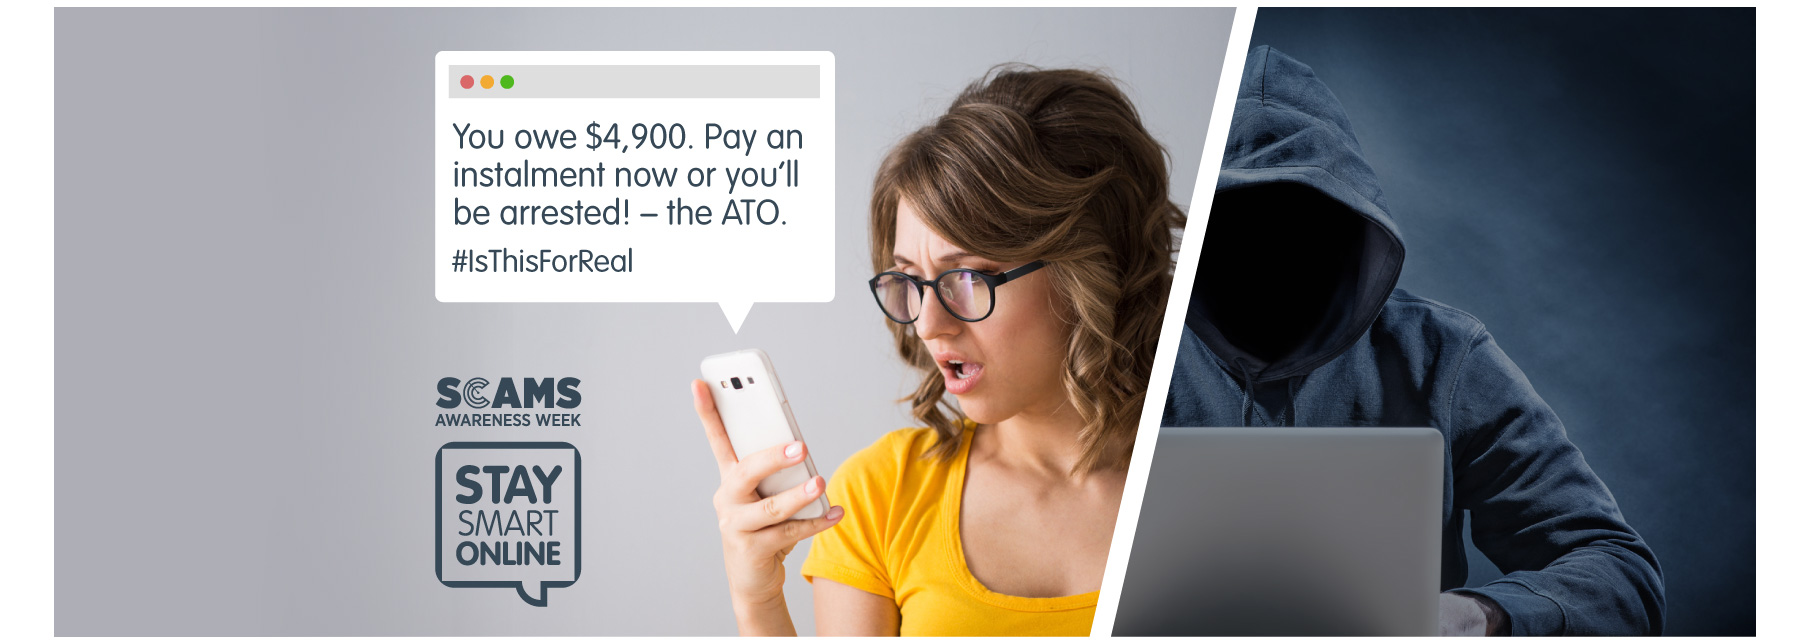 You owe $4,900. Pay an
instalment now or you’ll
be arrested! – the ATO.
#IsThisForReal
SCAMS
AWARENESS WEEK
STAY
SMART
ONLINE